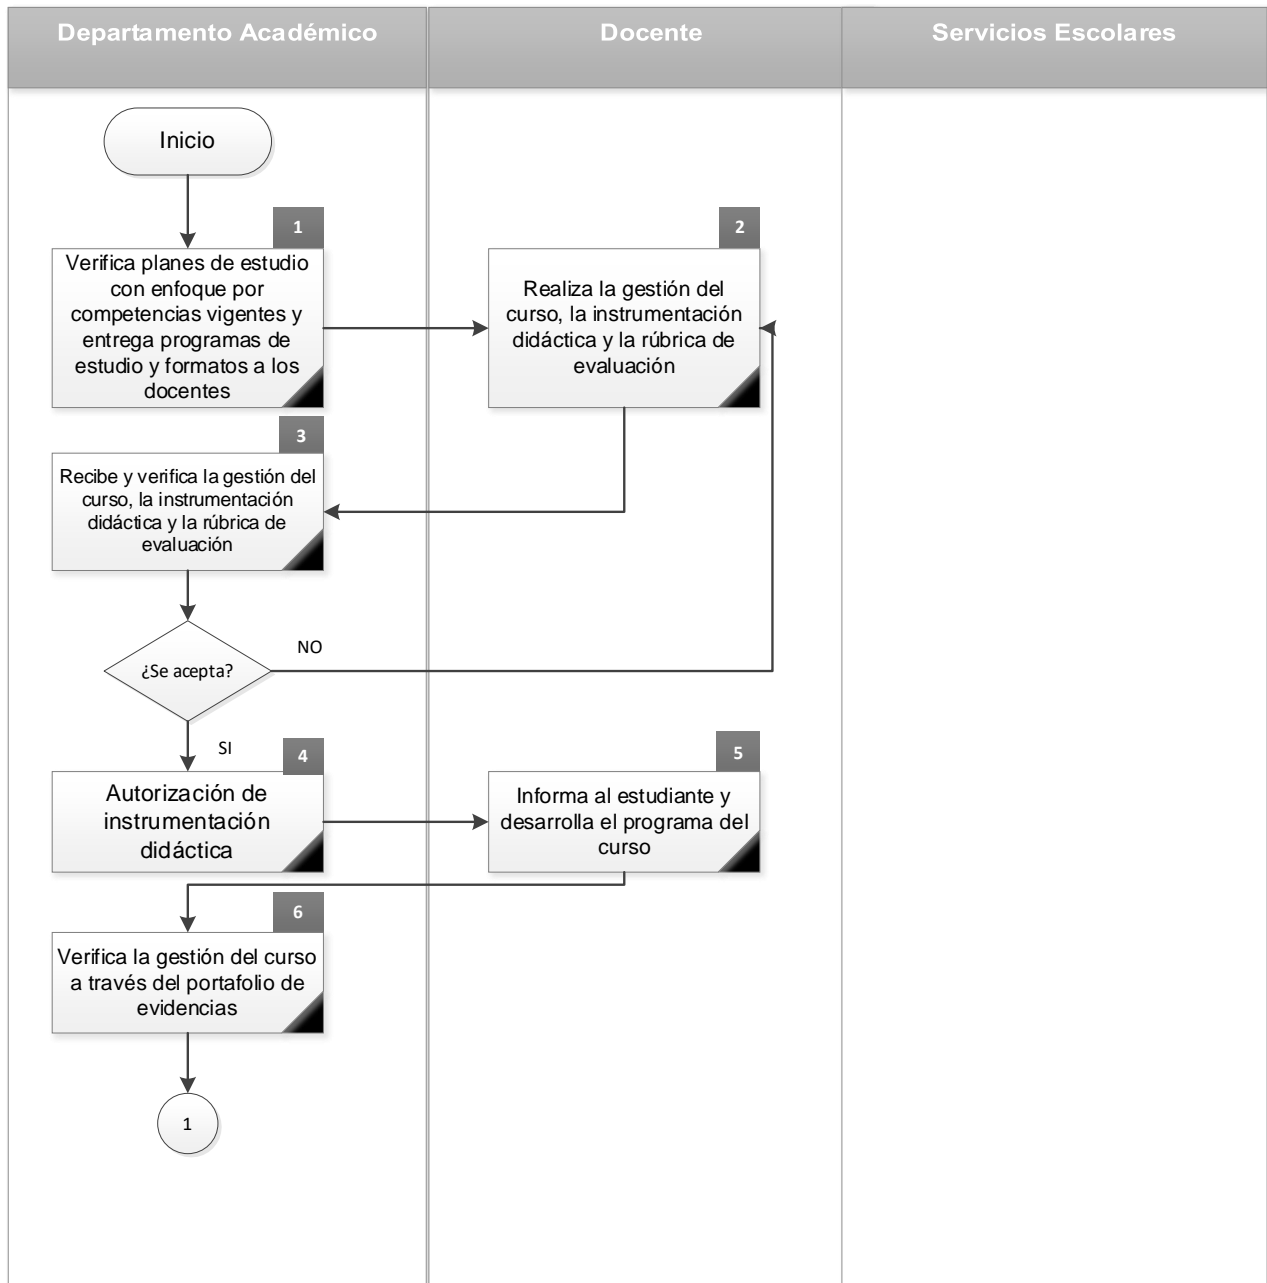 Departamento Académico
Docente
Servicios Escolares
Inicio
1
Verifica planes de estudio
con enfoque por
competencias vigentes y
entrega programas de
estudio y formatos a los
docentes
2
Realiza la gestión del
curso, la instrumentación
didáctica y la rúbrica de
evaluación
3
Recibe y verifica la gestión del
curso, la instrumentación
didáctica y la rúbrica de
evaluación
¿Se acepta?
NO
SI
4
Autorización de
instrumentación
didáctica
5
Informa al estudiante y
desarrolla el programa del
curso
6
Verifica la gestión del curso
a través del portafolio de
evidencias
1